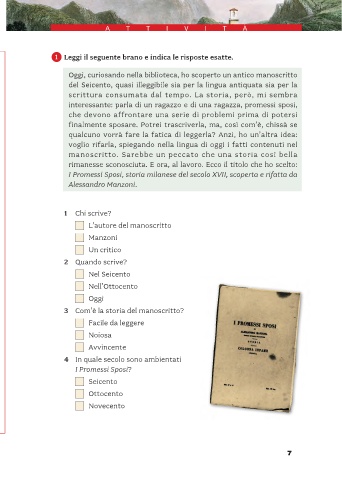 ATTIVITÀ
1 Leggi il seguente brano e indica le risposte esatte.
Oggi, curiosando nella biblioteca, ho scoperto un antico manoscritto
del Seicento, quasi illeggibile sia per la lingua antiquata sia per la
scrittura consumata dal tempo. La storia, però, mi sembra
interessante: parla di un ragazzo e di una ragazza, promessi sposi,
che devono affrontare una serie di problemi prima di potersi
finalmente sposare. Potrei trascriverla, ma, così com'è, chissà se
qualcuno vorrà fare la fatica di leggerla? Anzi, ho un'altra idea:
voglio rifarla, spiegando nella lingua di oggi i fatti contenuti nel
manoscritto. Sarebbe un peccato che una storia così bella
rimanesse sconosciuta. E ora, al lavoro. Ecco il titolo che ho scelto:
I Promessi Sposi, storia milanese del secolo XVII, scoperta e rifatta da
Alessandro Manzoni.
1 Chi scrive?
L'autore del manoscritto
Manzoni
Un critico
2 Quando scrive?
Nel Seicento
Nell'Ottocento
Oggi
3 Com'è la storia del manoscritto?
Facile da leggere
Noiosa
Avvincente
4 In quale secolo sono ambientati
I Promessi Sposi?
Seicento
Ottocento
Novecento
I PROMESSI SPOSI
STORIA
COLONNA INFAME
7